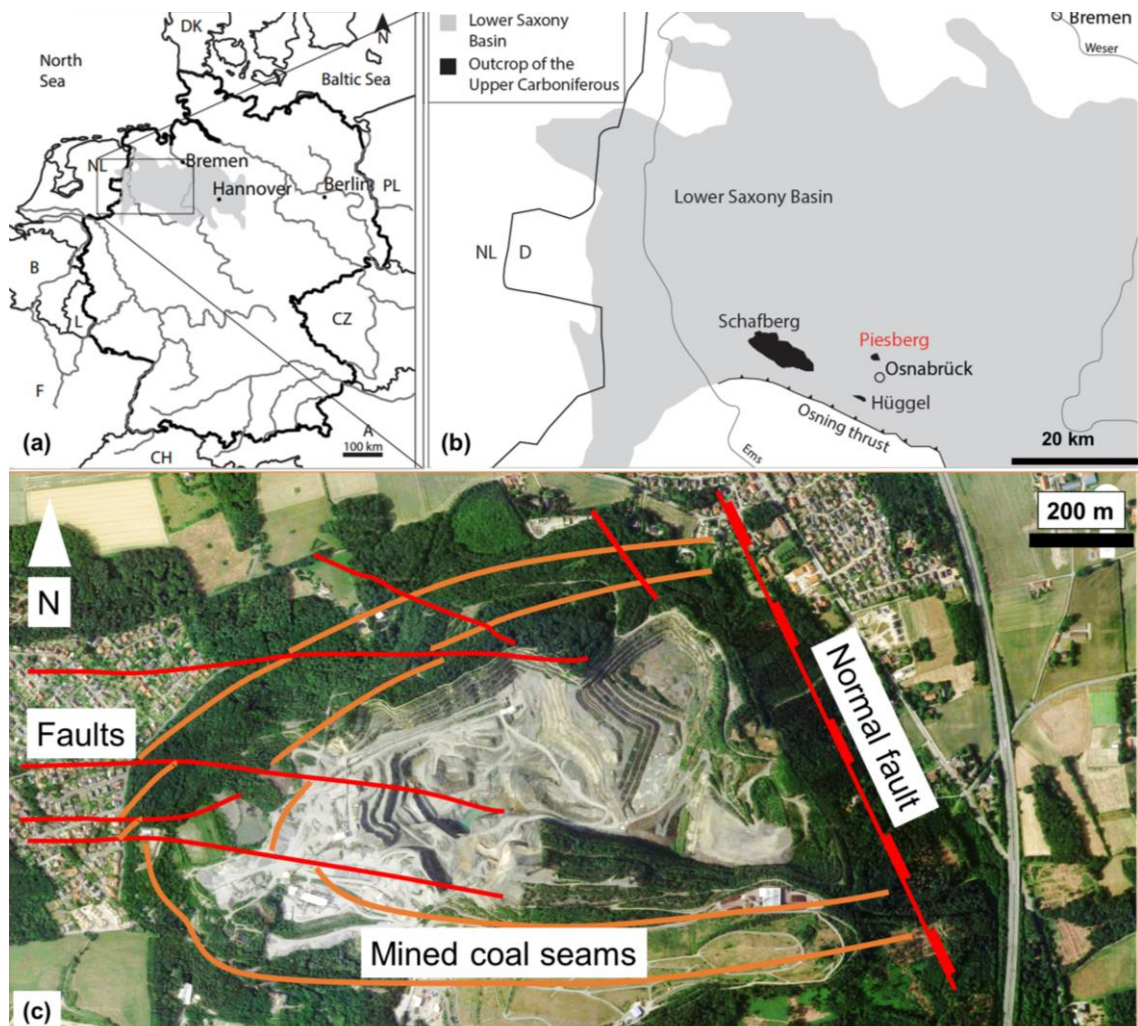 DK
N
North
Sea
Baltic Sea
NL
Bremen
Hannover
Berlin
PL
B
L
CZ
F
A
100 km
CH
(a)
Lower Saxony
Basin
Outcrop of the
Upper Carboniferous
Bremen
Weser
Lower Saxony Basin
NL
D
Schafberg
Piesberg
Osnabrück
Hüggel
Osning thrust
Ems
20 km
(b)
200 m
N
Faults
Normal fault
Mined coal seams
(c)